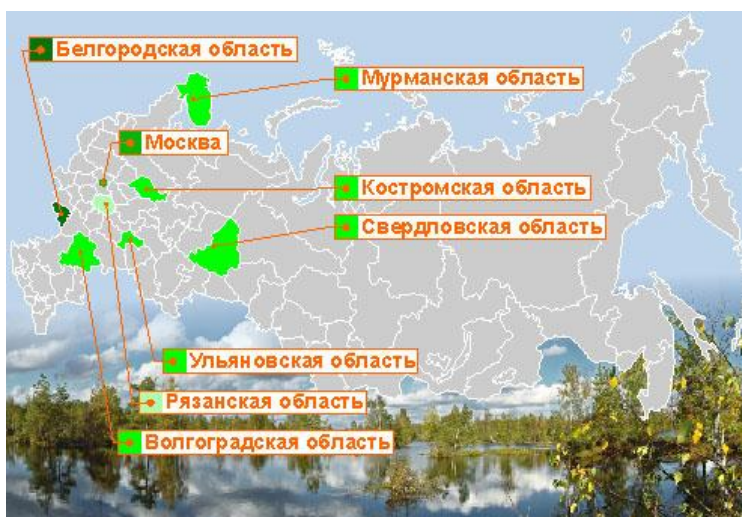 Белгородская область
Мурманская область
Москва
Костромская область
Свердловская область
Ульяновская область
Рязанская область
Волгоградская область